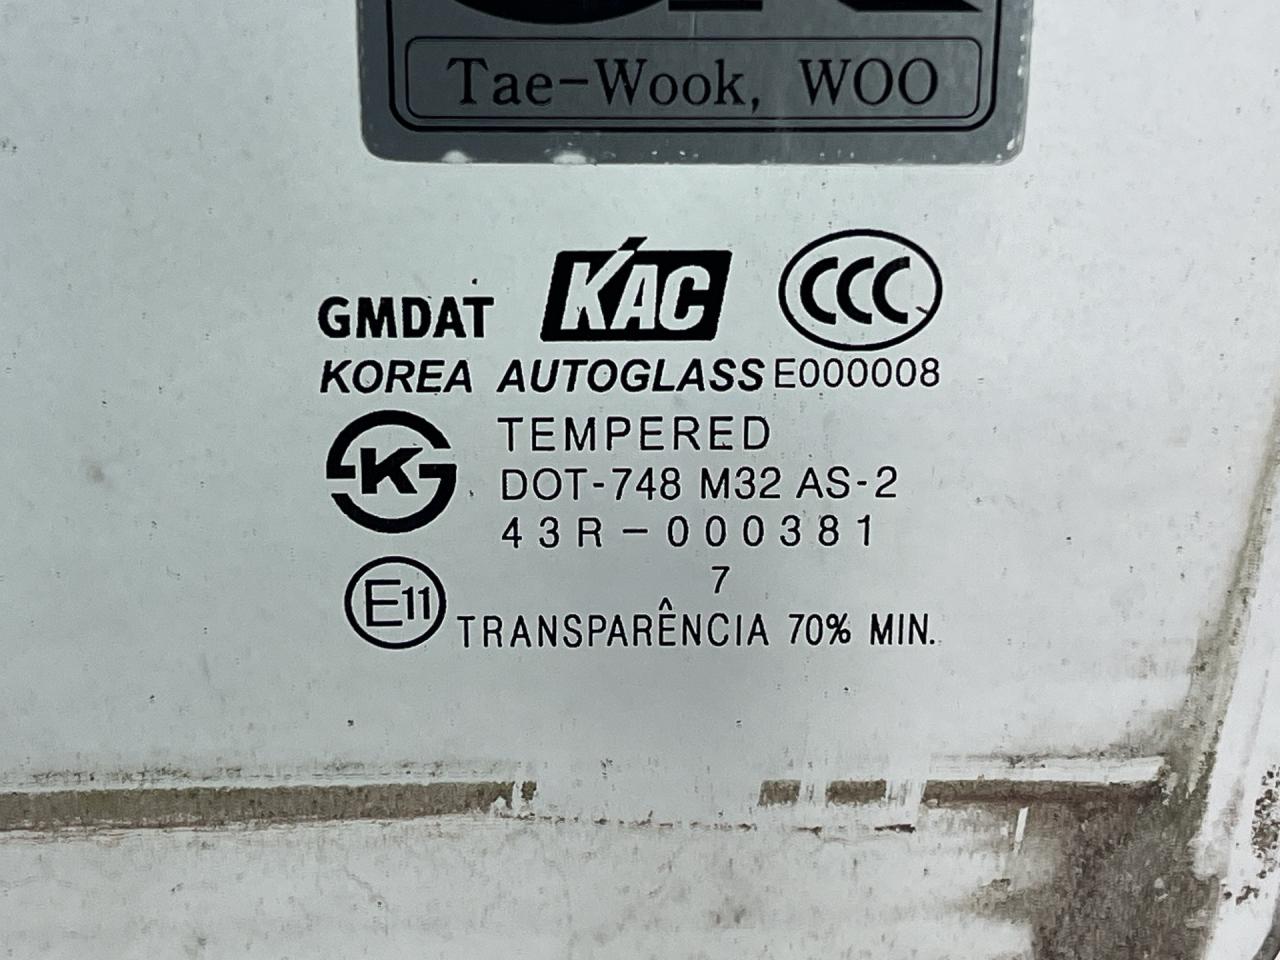 Tae-Wook, WOO
GMDAT KAC CCC
KOREA AUTOGLASS E000008
K
TEMPERED
DOT-748 M32 AS-2
43R-000381
7
E11
TRANSPARÊNCIA 70% MIN.